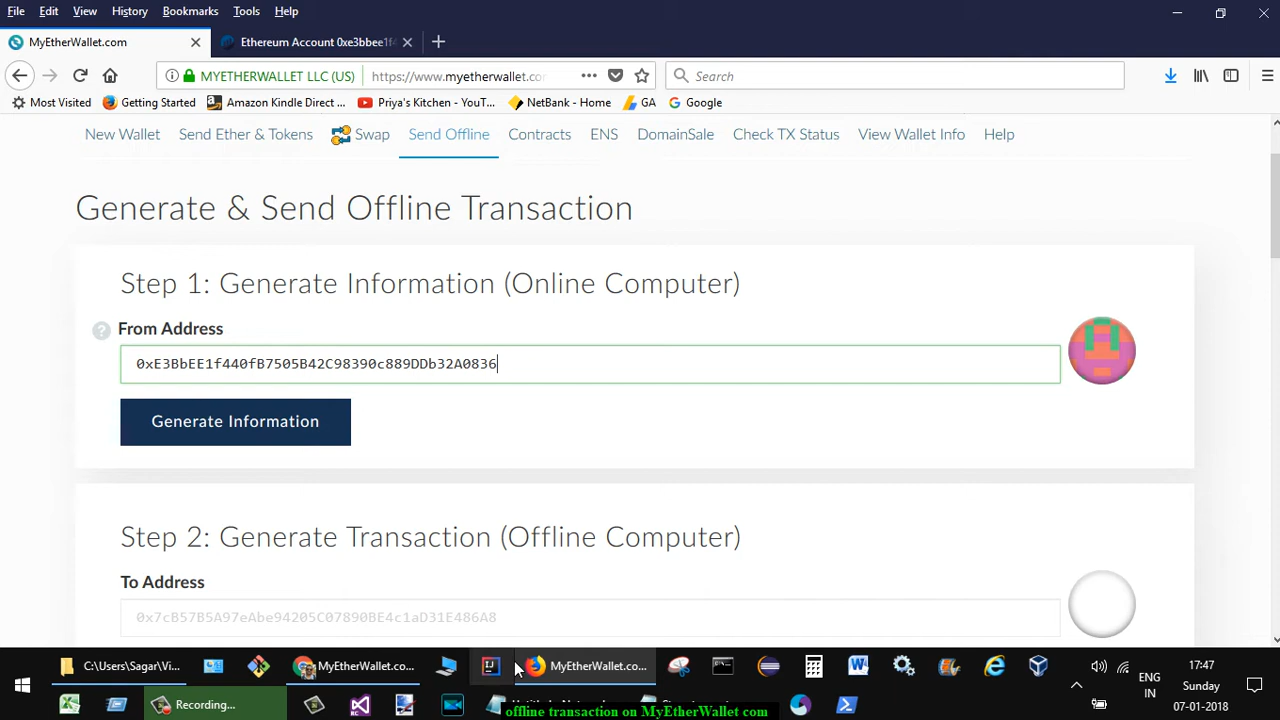 File Edit View History Bookmarks Tools Help
MyEtherWallet.com Ethereum Account 0xe3bbee1f4
MYETHERWALLET LLC (US) https://www.myetherwallet.co Search
Most Visited Getting Started Amazon Kindle Direct ... Priya's Kitchen - YouT... NetBank - Home GA Google
New Wallet Send Ether & Tokens Swap Send Offline Contracts ENS DomainSale Check TX Status View Wallet Info Help
Generate & Send Offline Transaction
Step 1: Generate Information (Online Computer)
From Address
0xE3BbEE1f440fB7505B42C98390c889DDb32A0836
Generate Information
Step 2: Generate Transaction (Offline Computer)
To Address
0x7cB57B5A97eAbe94205C07890BE4c1aD31E486A8
C:\Users\Sagar\Vi... MyEtherWallet.co... MyEtherWallet.co... 17:47
ENG Sunday
IN 07-01-2018
Recording...
offline transaction on MyEtherWallet.com